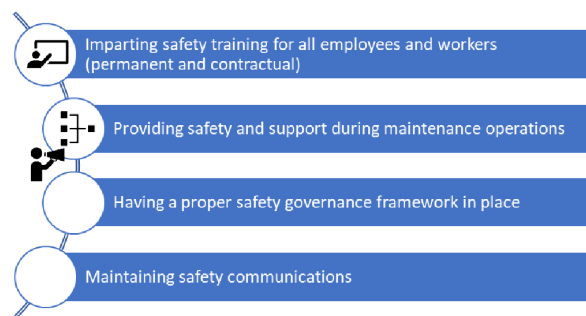 Imparting safety training for all employees and workers
(permanent and contractual)
Providing safety and support during maintenance operations
Having a proper safety governance framework in place
Maintaining safety communications